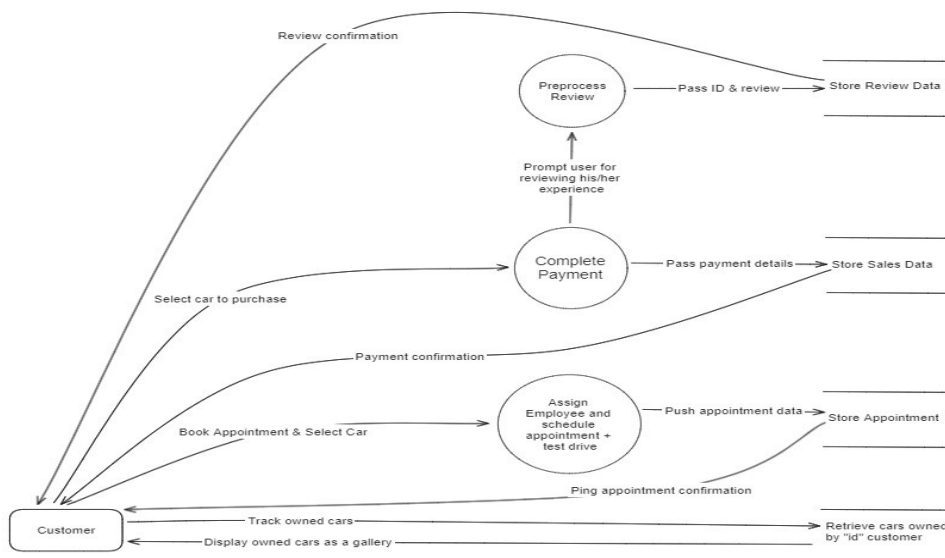 Review confirmation
Preprocess
Review
Pass ID & review
Store Review Data
Prompt user for
reviewing his/her
experience
Complete
Payment
Pass payment details
Store Sales Data
Select car to purchase
Payment confirmation
Assign
Employee and
schedule
appointment +
test drive
Push appointment data
Store Appointment
Book Appointment & Select Car
Ping appointment confirmation
Customer
Track owned cars
Retrieve cars owned
by "id" customer
Display owned cars as a gallery